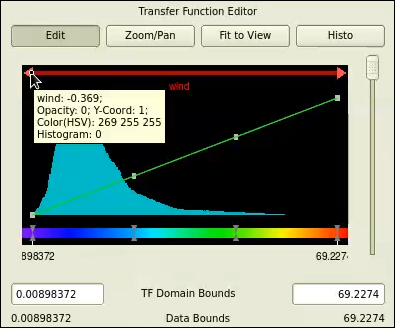 Transfer Function Editor
Edit Zoom/Pan Fit to View Histo
wind
wind: -0.369;
Opacity: 0; Y-Coord: 1;
Color(HSV): 269 255 255
Histogram: 0
898372 69.2274
0.00898372 TF Domain Bounds 69.2274
0.00898372 Data Bounds 69.2274